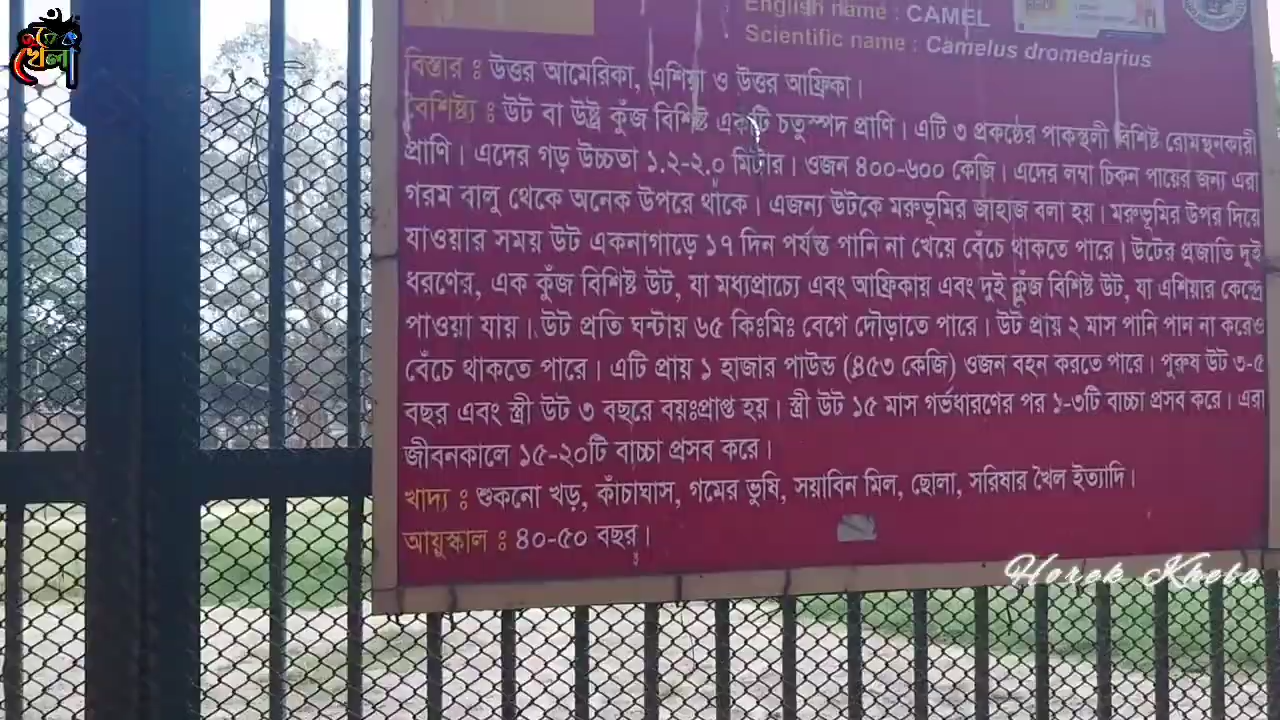 হরেক খেলা
English name : CAMEL
Scientific name : Camelus dromedarius
বিস্তার : উত্তর আমেরিকা, এশিয়া ও উত্তর আফ্রিকা।
বৈশিষ্ট্য : উট বা উষ্ট্র কুঁজ বিশিষ্ট একটি চতুস্পদ প্রাণি। এটি ৩ প্রকষ্ঠের পাকস্থলী বিশিষ্ট রোমন্থনকারী
প্রাণি। এদের গড় উচ্চতা ১.২-২.০ মিটার। ওজন ৪০০-৬০০ কেজি। এদের লম্বা চিকন পায়ের জন্য এরা
গরম বালু থেকে অনেক উপরে থাঁকে। এজন্য উটকে মরুভূমির জাহাজ বলা হয়। মরুভূমির উপর দিয়ে
যাওয়ার সময় উট একনাগাড়ে ১৭ দিন পর্যন্ত পানি না খেয়ে বেঁচে থাকতে পারে। উটের প্রজাতি দুই
ধরণের, এক কুঁজ বিশিষ্ট উট, যা মধ্যপ্রাচ্যে এবং আফ্রিকায় এবং দুই ক্লুঁজ বিশিষ্ট উট, যা এশিয়ার কেন্দ্রে
পাওয়া যায়। উট প্রতি ঘন্টায় ৬৫ কিঃমিঃ বেগে দৌড়াতে পারে। উট প্রায় ২ মাস পানি পান না করেও
বেঁচে থাকতে পারে। এটি প্রায় ১ হাজার পাউন্ড (৪৫৩ কেজি) ওজন বহন করতে পারে। পুরুষ উট ৩-৫
বছর এবং স্ত্রী উট ৩ বছরে বয়ঃপ্রাপ্ত হয়। স্ত্রী উট ১৫ মাস গর্ভধারণের পর ১-৩টি বাচ্চা প্রসব করে। এরা
জীবনকালে ১৫-২০টি বাচ্চা প্রসব করে।
খাদ্য : শুকনো খড়, কাঁচাঘাস, গমের ভুষি, সয়াবিন মিল, ছোলা, সরিষার খৈল ইত্যাদি।
আয়ুস্কাল : ৪০-৫০ বছর।
Horek Khela